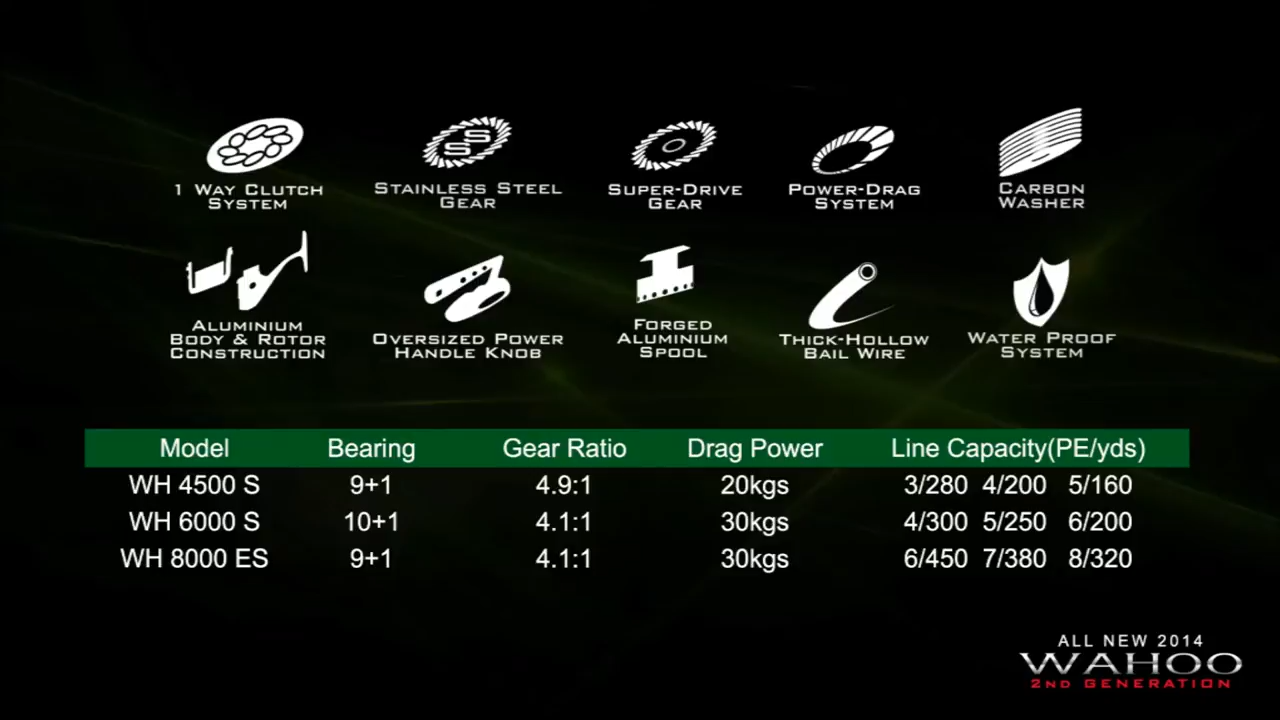 1 WAY CLUTCH
SYSTEM
STAINLESS STEEL
GEAR
SUPER-DRIVE
GEAR
POWER-DRAG
SYSTEM
CARBON
WASHER
ALUMINIUM
BODY & ROTOR
CONSTRUCTION
OVERSIZED POWER
HANDLE KNOB
FORGED
ALUMINIUM
SPOOL
THICK-HOLLOW
BAIL WIRE
WATER PROOF
SYSTEM
Model Bearing Gear Ratio Drag Power Line Capacity(PE/yds)
WH 4500 S 9+1 4.9:1 20kgs 3/280 4/200 5/160
WH 6000 S 10+1 4.1:1 30kgs 4/300 5/250 6/200
WH 8000 ES 9+1 4.1:1 30kgs 6/450 7/380 8/320
ALL NEW 2014
WAHOO
2ND GENERATION